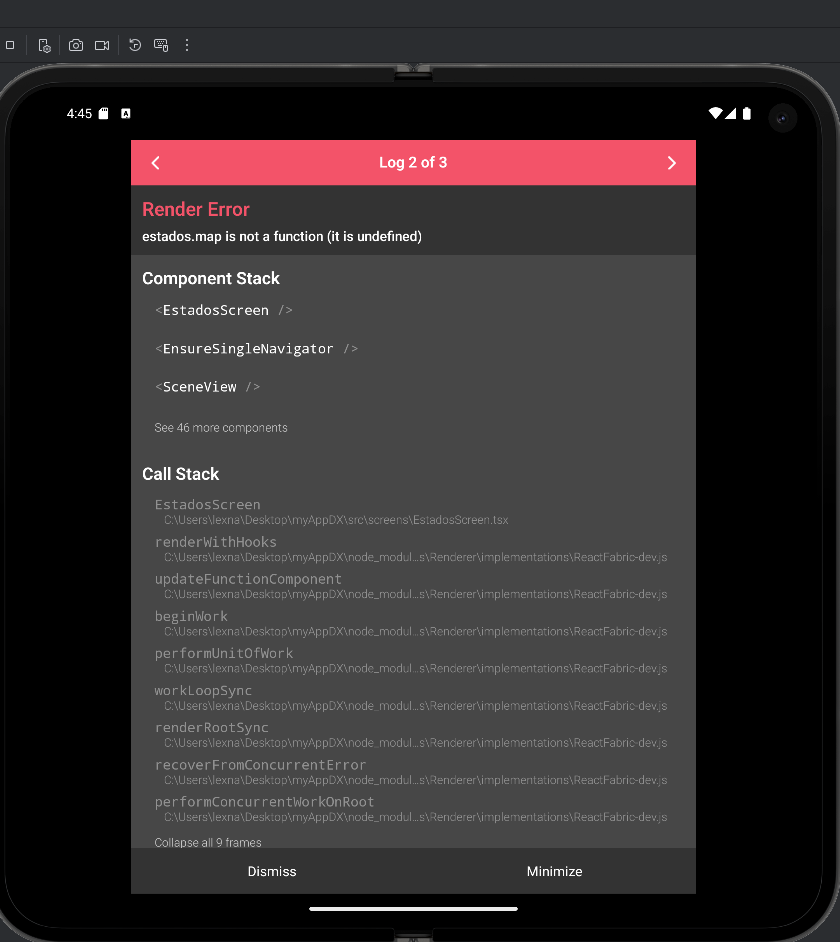 4:45
A
Log 2 of 3
Render Error
estados.map is not a function (it is undefined)
Component Stack
<EstadosScreen />
<EnsureSingleNavigator />
<SceneView />
See 46 more components
Call Stack
EstadosScreen
C:\Users\lexna\Desktop\myAppDX\src\screens\EstadosScreen.tsx
renderWithHooks
C:\Users\lexna\Desktop\myAppDX\node_modul...s\Renderer\implementations\ReactFabric-dev.js
updateFunctionComponent
C:\Users\lexna\Desktop\myAppDX\node_modul...s\Renderer\implementations\ReactFabric-dev.js
beginWork
C:\Users\lexna\Desktop\myAppDX\node_modul...s\Renderer\implementations\ReactFabric-dev.js
performUnitOfWork
C:\Users\lexna\Desktop\myAppDX\node_modul...s\Renderer\implementations\ReactFabric-dev.js
workLoopSync
C:\Users\lexna\Desktop\myAppDX\node_modul...s\Renderer\implementations\ReactFabric-dev.js
renderRootSync
C:\Users\lexna\Desktop\myAppDX\node_modul...s\Renderer\implementations\ReactFabric-dev.js
recoverFromConcurrentError
C:\Users\lexna\Desktop\myAppDX\node_modul...s\Renderer\implementations\ReactFabric-dev.js
performConcurrentWorkOnRoot
C:\Users\lexna\Desktop\myAppDX\node_modul...s\Renderer\implementations\ReactFabric-dev.js
Collapse all 9 frames
Dismiss
Minimize